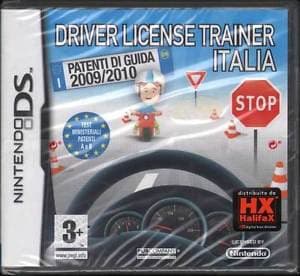 DRIVER LICENSE TRAINER
ITALIA
PATENTI DI GUIDA
2009/2010
I
STOP
TEST
MINISTERIALI
PATENTI
A e B
NINTENDO DS
distribuito da
HX
HALIFAX
3+
www.pegi.info
LICENSED BY
Nintendo